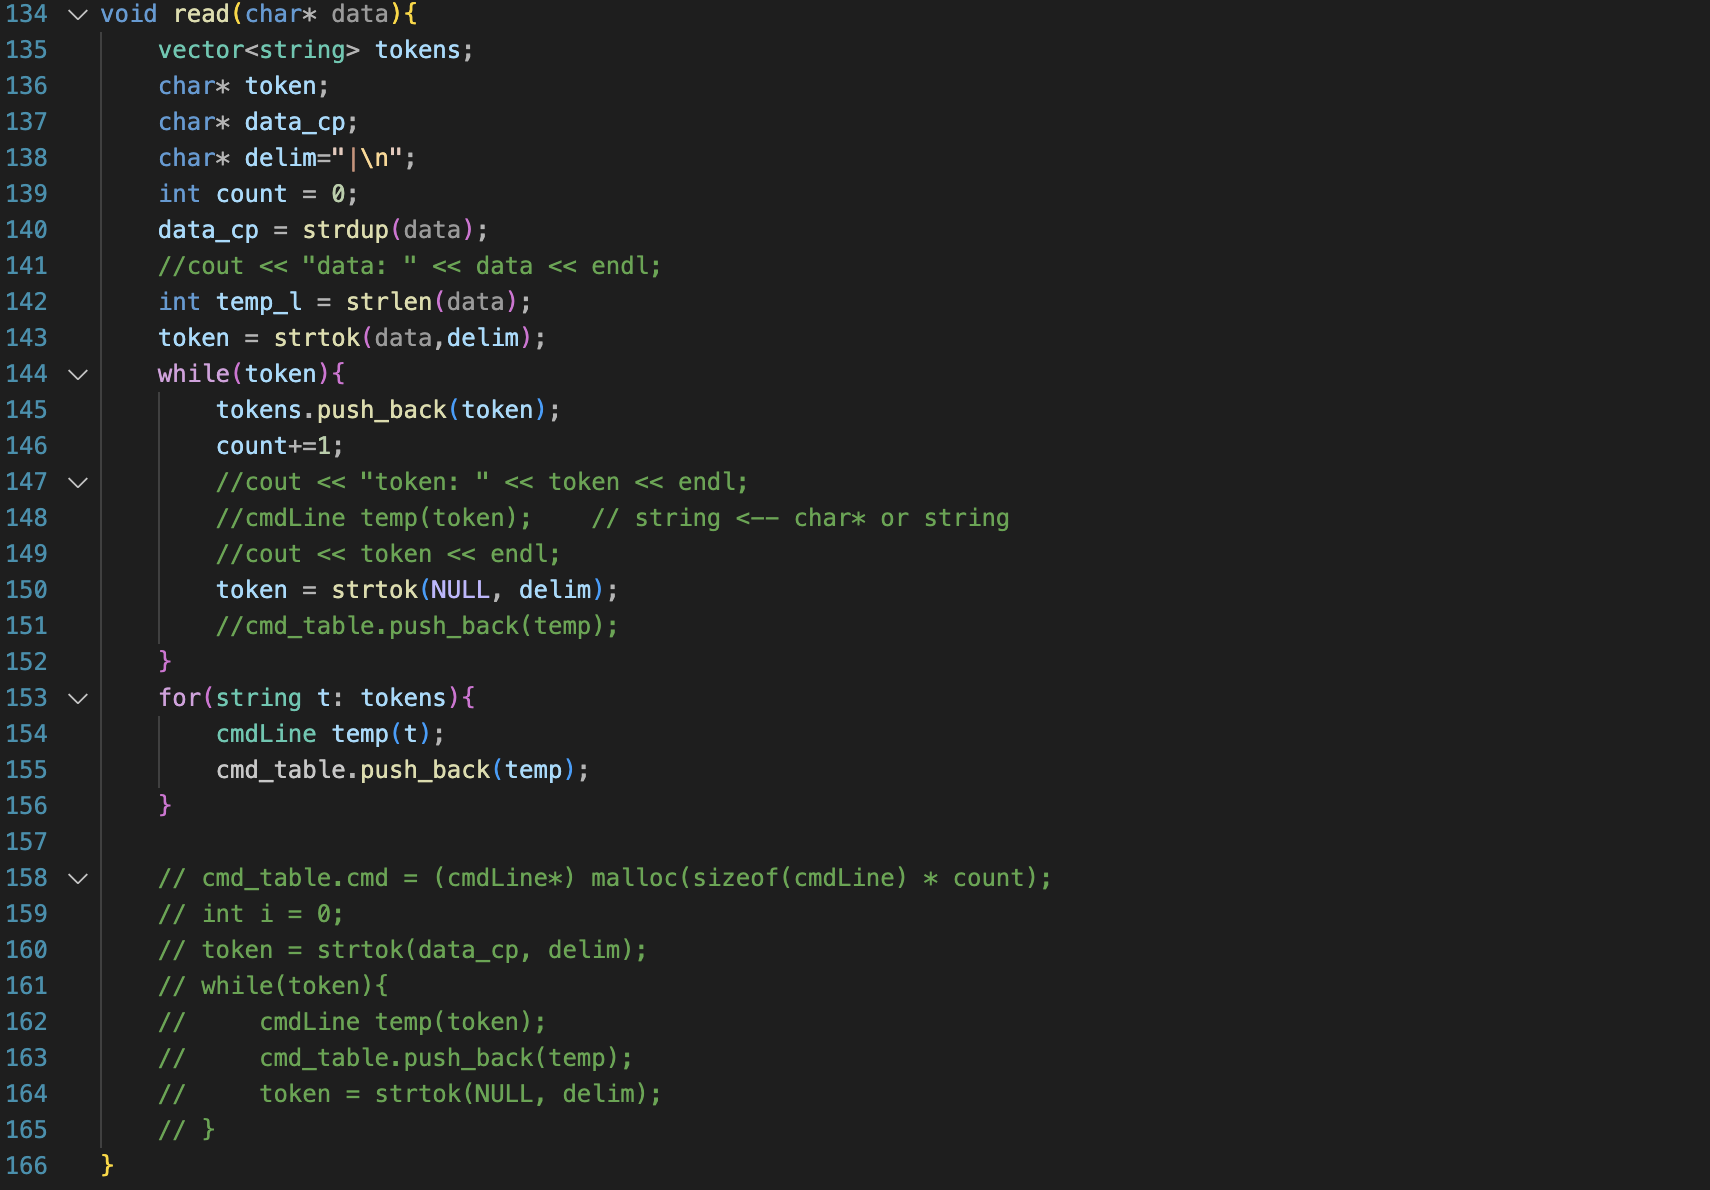 134 void read(char* data){
135     vector<string> tokens;
136     char* token;
137     char* data_cp;
138     char* delim="|\n";
139     int count = 0;
140     data_cp = strdup(data);
141     //cout << "data: " << data << endl;
142     int temp_l = strlen(data);
143     token = strtok(data,delim);
144     while(token){
145         tokens.push_back(token);
146         count+=1;
147         //cout << "token: " << token << endl;
148         //cmdLine temp(token);    // string <-- char* or string
149         //cout << token << endl;
150         token = strtok(NULL, delim);
151         //cmd_table.push_back(temp);
152     }
153     for(string t: tokens){
154         cmdLine temp(t);
155         cmd_table.push_back(temp);
156     }
157
158     // cmd_table.cmd = (cmdLine*) malloc(sizeof(cmdLine) * count);
159     // int i = 0;
160     // token = strtok(data_cp, delim);
161     // while(token){
162     //     cmdLine temp(token);
163     //     cmd_table.push_back(temp);
164     //     token = strtok(NULL, delim);
165     // }
166 }